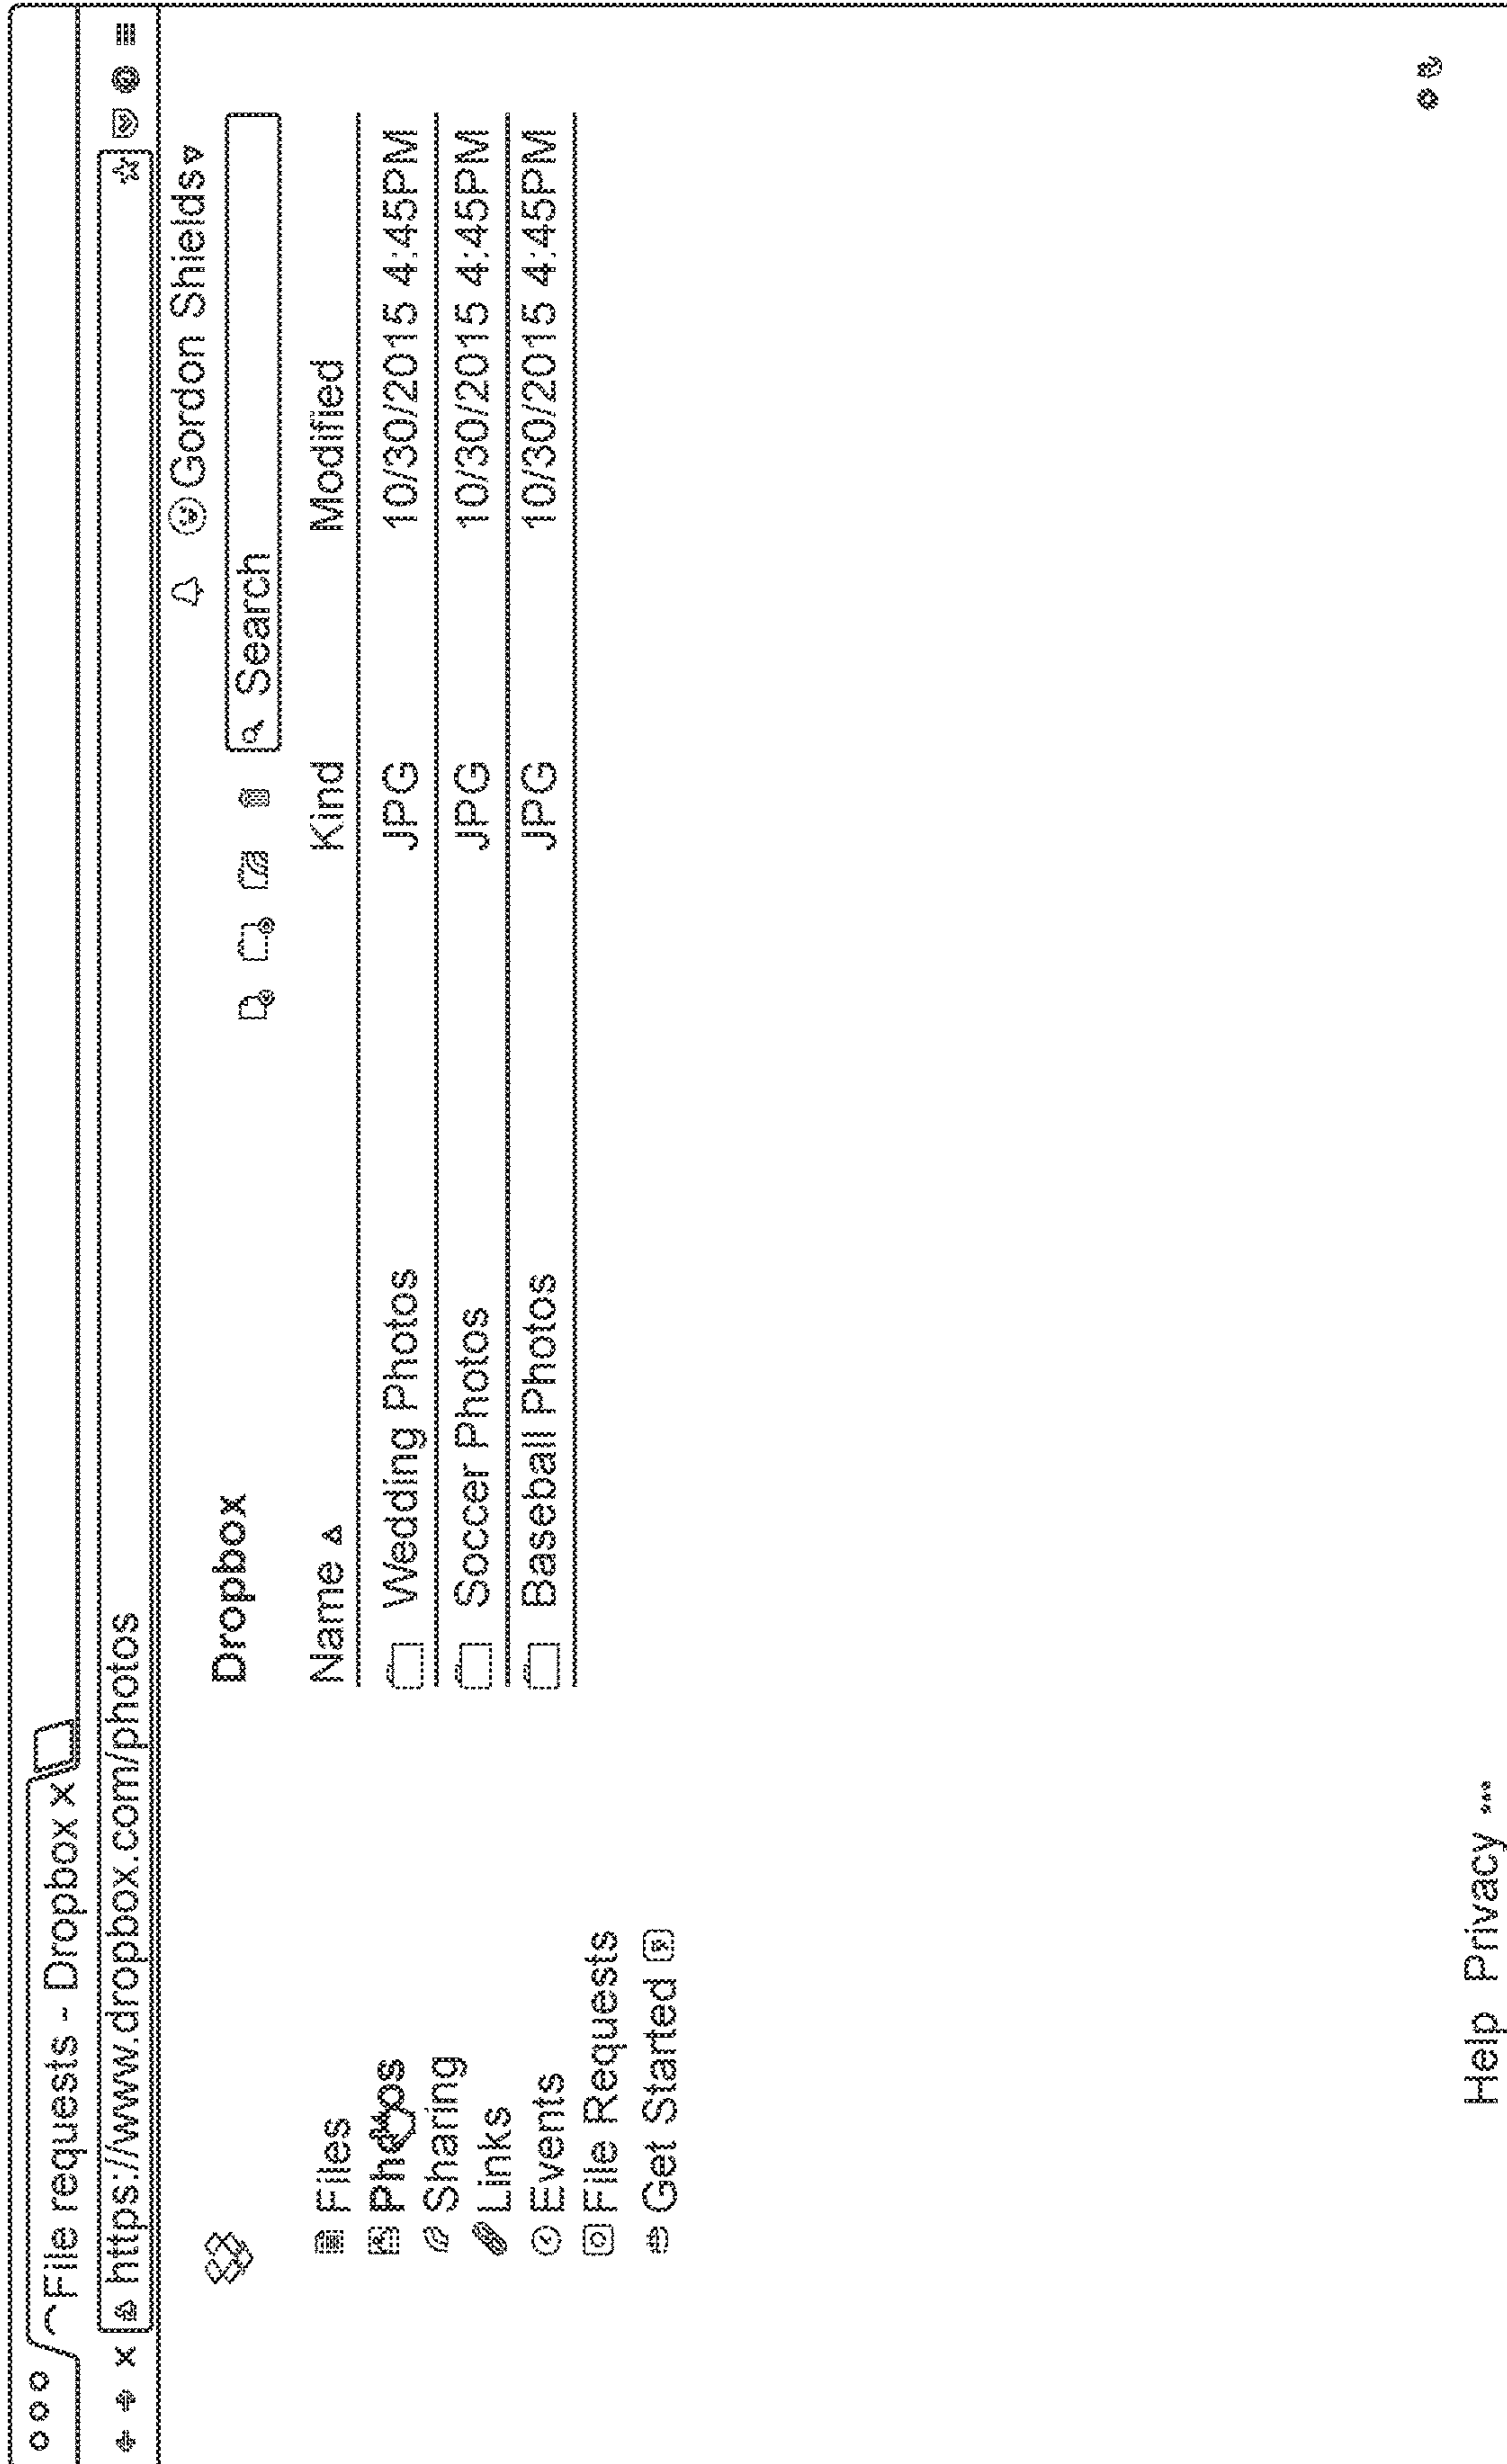 File requests - Dropbox x
https://www.dropbox.com/photos
Gordon Shields
Dropbox
Search
Name Kind Modified
Wedding Photos JPG 10/30/2015 4:45PM
Soccer Photos JPG 10/30/2015 4:45PM
Baseball Photos JPG 10/30/2015 4:45PM
Files
Photos
Sharing
Links
Events
File Requests
Get Started
Help Privacy ...